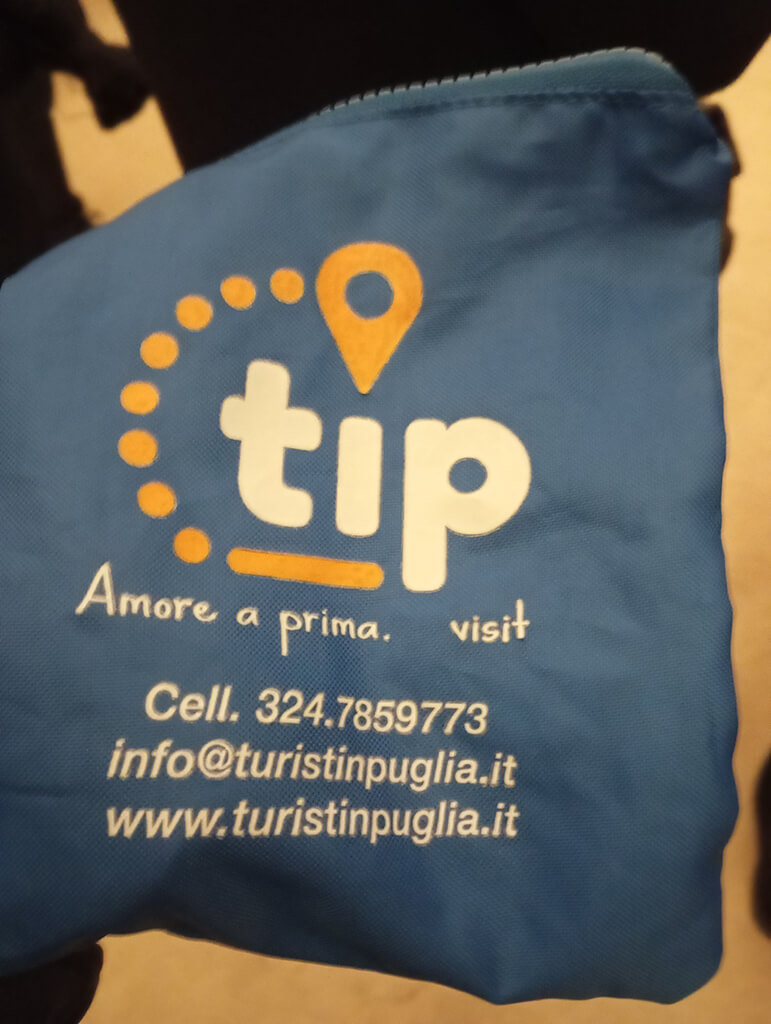 tip
Amore a prima. visit
Cell. 324.7859773
info@turistinpuglia.it
www.turistinpuglia.it